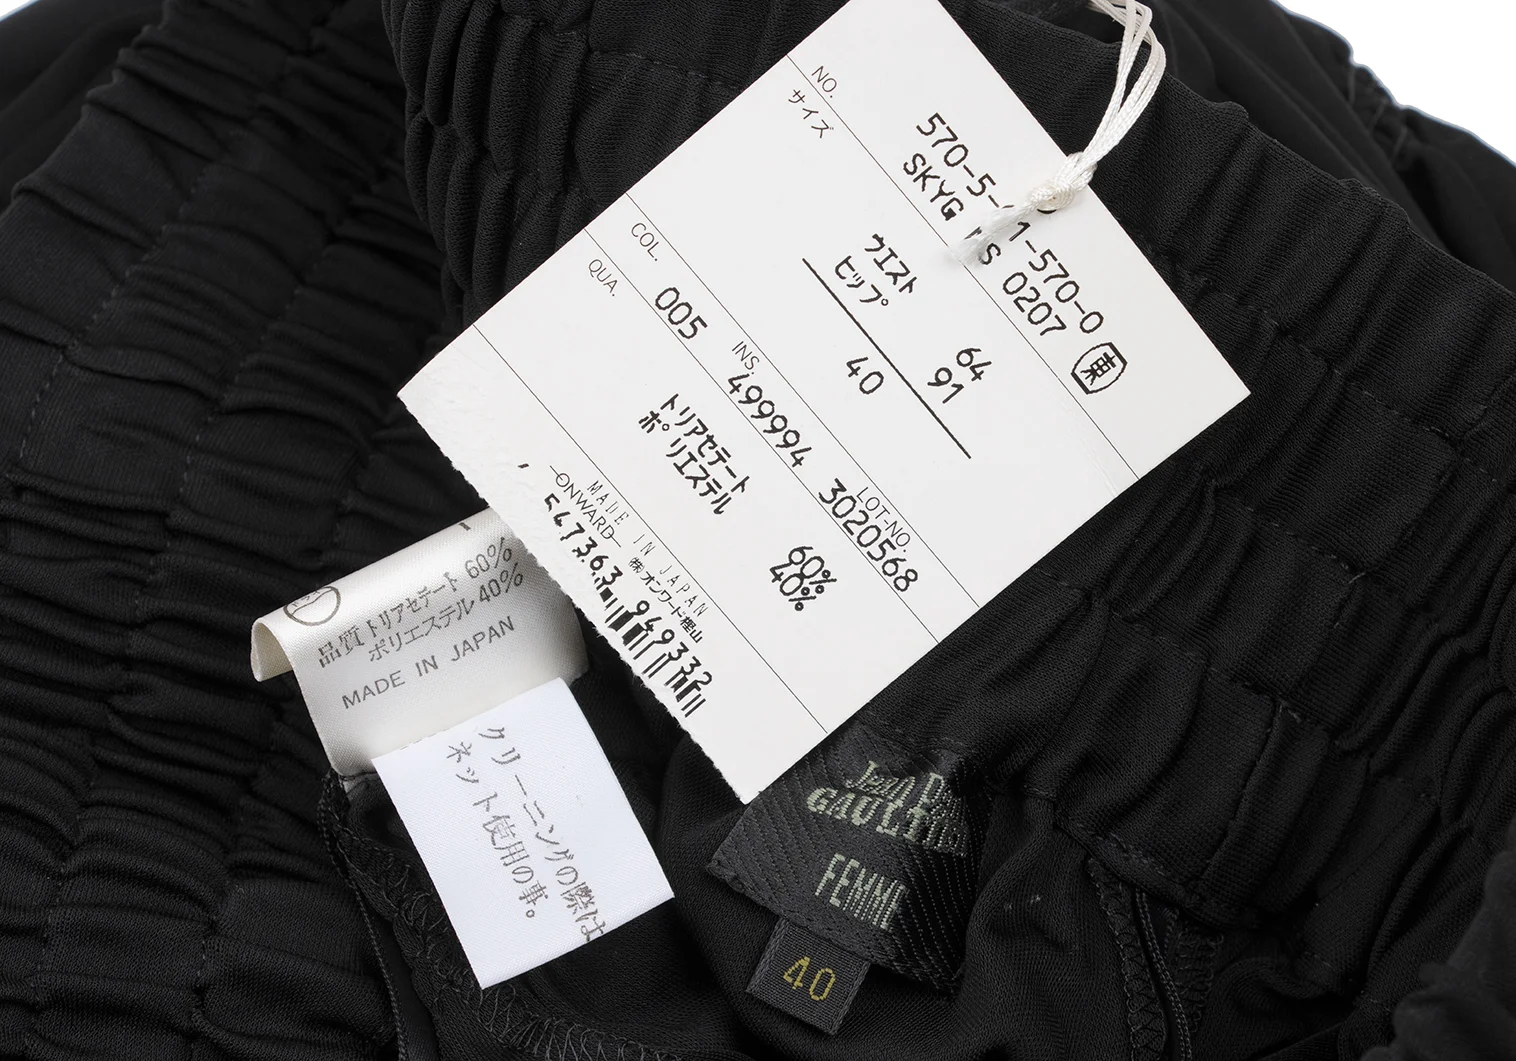 NO.
570-5- 1-570-0
サイズ
SKYG S 0207
東
ウエスト 64
ヒップ 91
40
COL.
005
INS.
499994
LOT-NO.
3020568
QUA.
トリアセテート 60%
ポリエステル 40%
MADE IN JAPAN
ONWARD ㈱オンワード樫山
949332
品質 トリアセテート 60%
ポリエステル 40%
MADE IN JAPAN
クリーニングの際は
ネット使用の事。
Jean
GAULT
FEMM
40